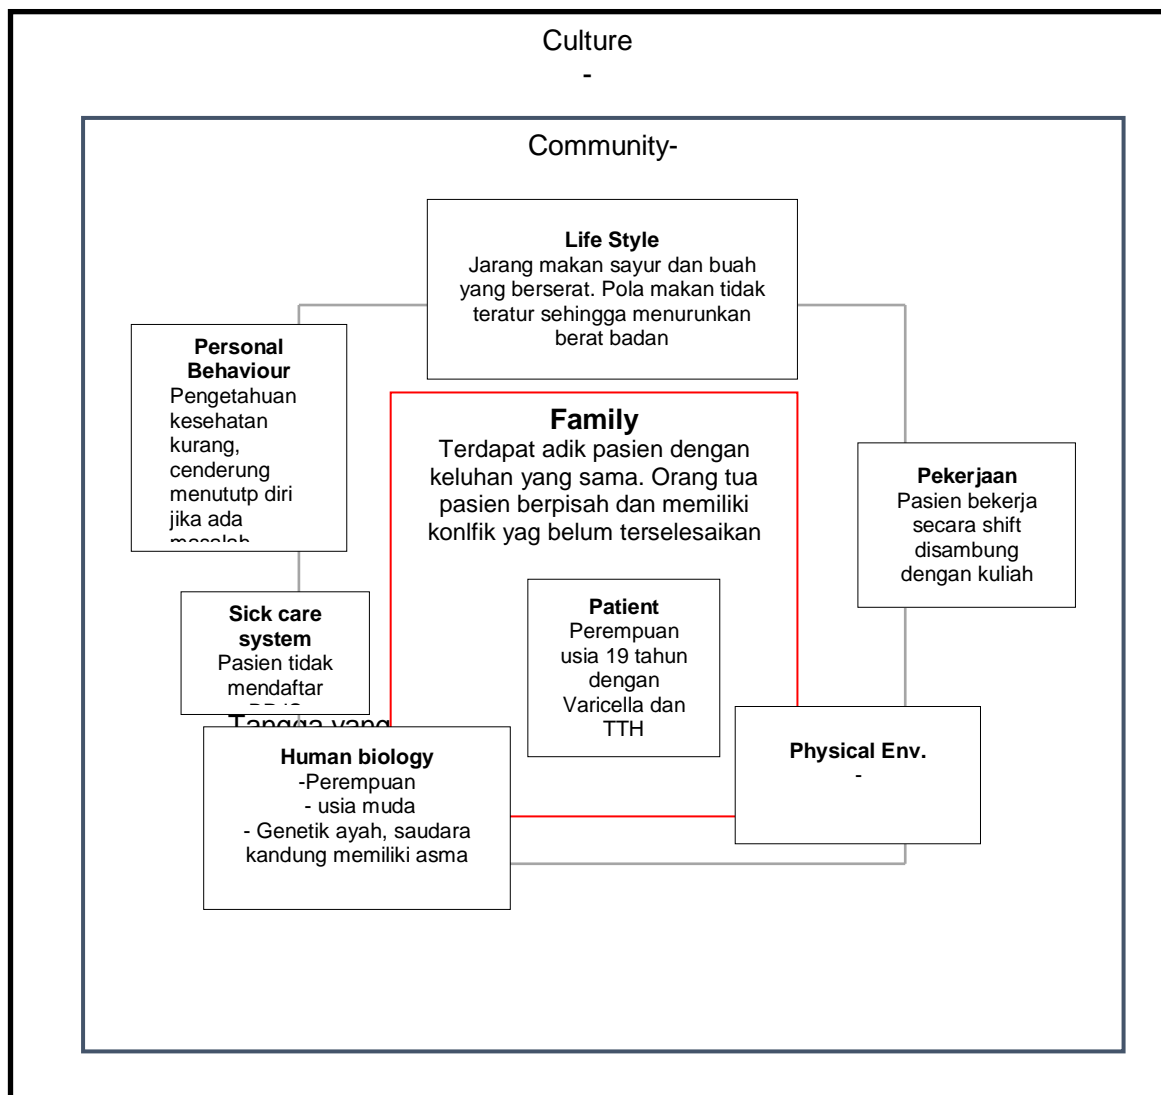 Culture
-
Community-
Life Style
Jarang makan sayur dan buah
yang berserat. Pola makan tidak
teratur sehingga menurunkan
berat badan
Personal
Behaviour
Pengetahuan
kesehatan
kurang,
cenderung
menututp diri
jika ada
Family
Terdapat adik pasien dengan
keluhan yang sama. Orang tua
pasien berpisah dan memiliki
konlfik yag belum terselesaikan
Pekerjaan
Pasien bekerja
secara shift
disambung
dengan kuliah
Sick care
system
Pasien tidak
mendaftar
Patient
Perempuan
usia 19 tahun
dengan
Varicella dan
TTH
Tangga yang
Human biology
-Perempuan
- usia muda
- Genetik ayah, saudara
kandung memiliki asma
Physical Env.
-